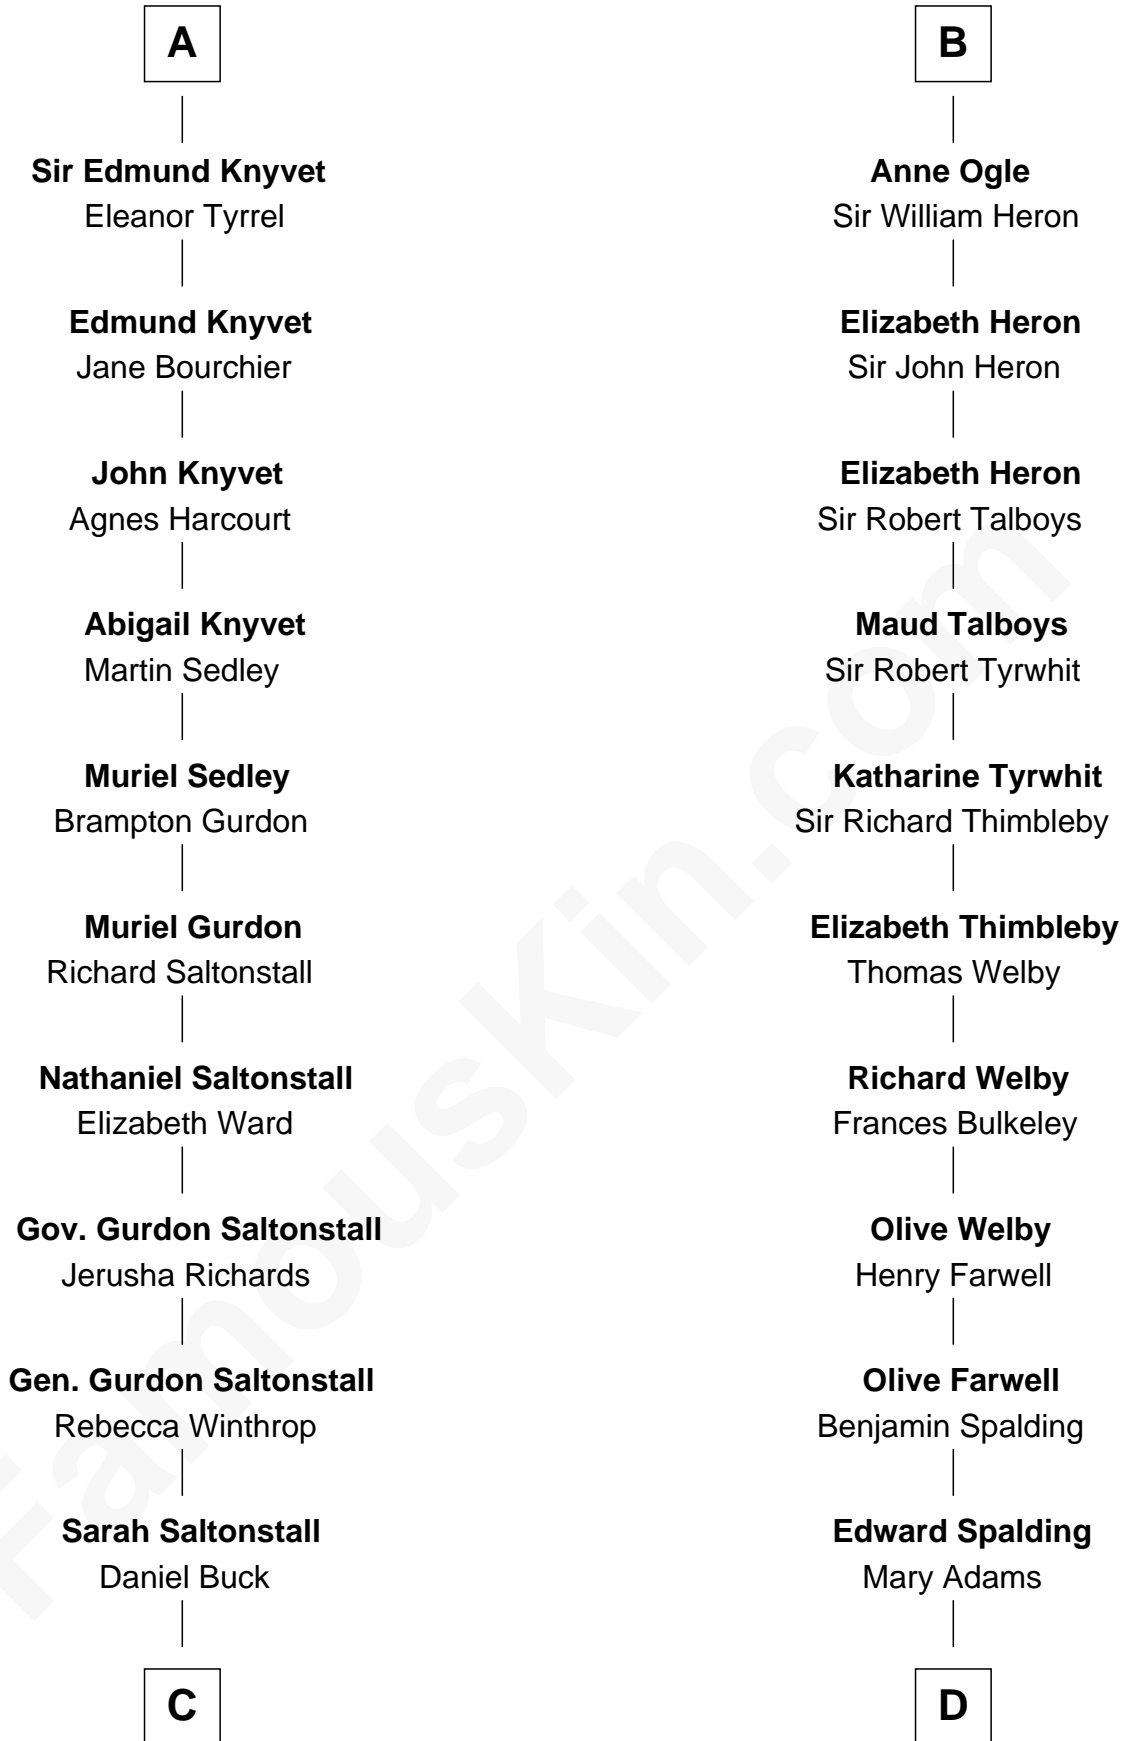 A
Sir Edmund Knyvet
Eleanor Tyrrel
Edmund Knyvet
Jane Bourchier
John Knyvet
Agnes Harcourt
Abigail Knyvet
Martin Sedley
Muriel Sedley
Brampton Gurdon
Muriel Gurdon
Richard Saltonstall
Nathaniel Saltonstall
Elizabeth Ward
Gov. Gurdon Saltonstall
Jerusha Richards
Gen. Gurdon Saltonstall
Rebecca Winthrop
Sarah Saltonstall
Daniel Buck
C
B
Anne Ogle
Sir William Heron
Elizabeth Heron
Sir John Heron
Elizabeth Heron
Sir Robert Talboys
Maud Talboys
Sir Robert Tyrwhit
Katharine Tyrwhit
Sir Richard Thimbleby
Elizabeth Thimbleby
Thomas Welby
Richard Welby
Frances Bulkeley
Olive Welby
Henry Farwell
Olive Farwell
Benjamin Spalding
Edward Spalding
Mary Adams
D
FamousKin.com